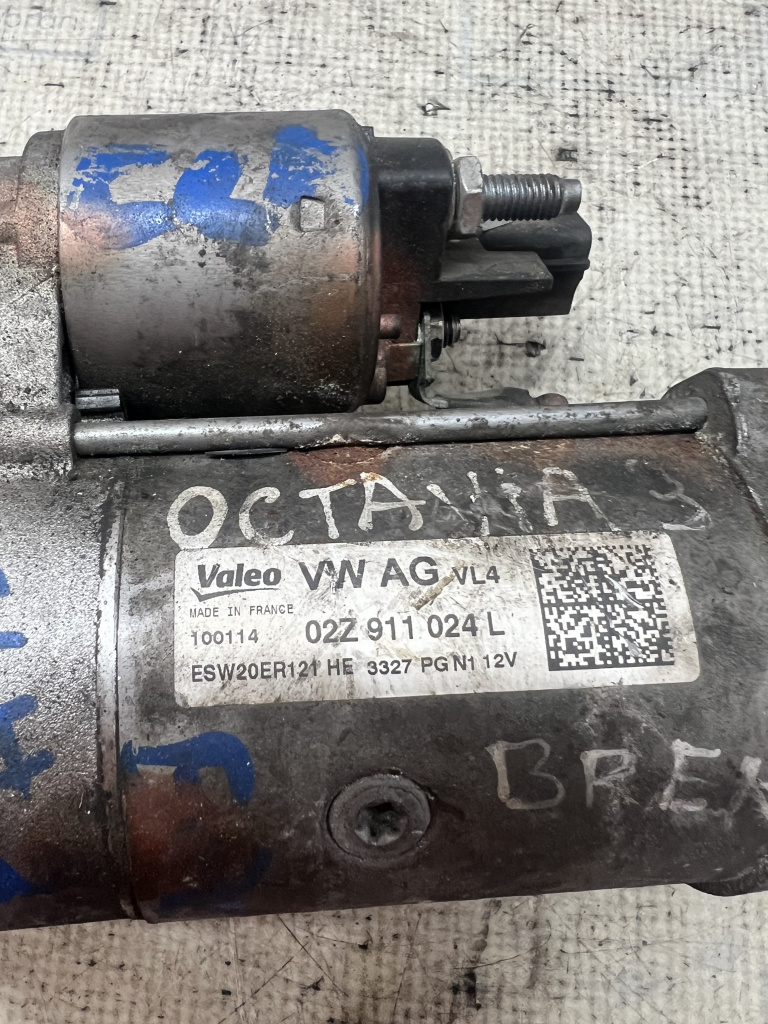 OCTAVIA 3
Valeo VW AG VL4
MADE IN FRANCE
100114 02Z 911 024 L
ESW20ER121 HE 3327 PG N1 12V